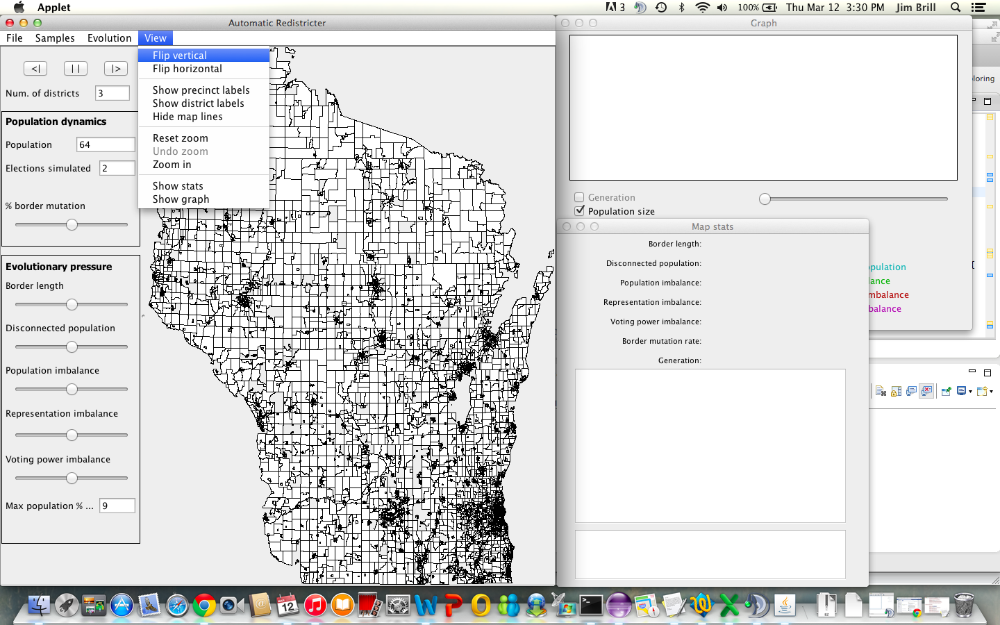 Applet
3
100%
Thu Mar 12 3:30 PM
Jim Brill
Automatic Redistricter
File Samples Evolution View
<| || |>
Num. of districts 3
Population dynamics
Population 64
Elections simulated 2
% border mutation
Evolutionary pressure
Border length
Disconnected population
Population imbalance
Representation imbalance
Voting power imbalance
Max population % ... 9
Flip vertical
Flip horizontal
Show precinct labels
Show district labels
Hide map lines
Reset zoom
Undo zoom
Zoom in
Show stats
Show graph
Graph
Generation
Population size
loring
opulation
ance
mbalance
balance
Map stats
Border length:
Disconnected population:
Population imbalance:
Representation imbalance:
Voting power imbalance:
Border mutation rate:
Generation:
12